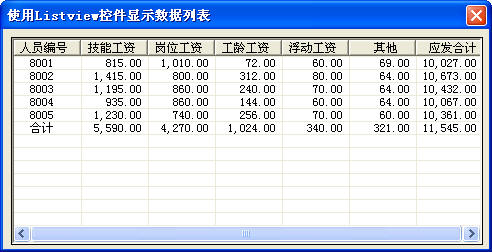 使用Listview控件显示数据列表
人员编号 技能工资 岗位工资 工龄工资 浮动工资 其他 应发合计
8001 815.00 1,010.00 72.00 60.00 69.00 10,027.00
8002 1,415.00 800.00 312.00 80.00 64.00 10,673.00
8003 1,195.00 860.00 240.00 70.00 64.00 10,432.00
8004 935.00 860.00 144.00 60.00 64.00 10,067.00
8005 1,230.00 740.00 256.00 70.00 60.00 10,361.00
合计 5,590.00 4,270.00 1,024.00 340.00 321.00 11,545.00